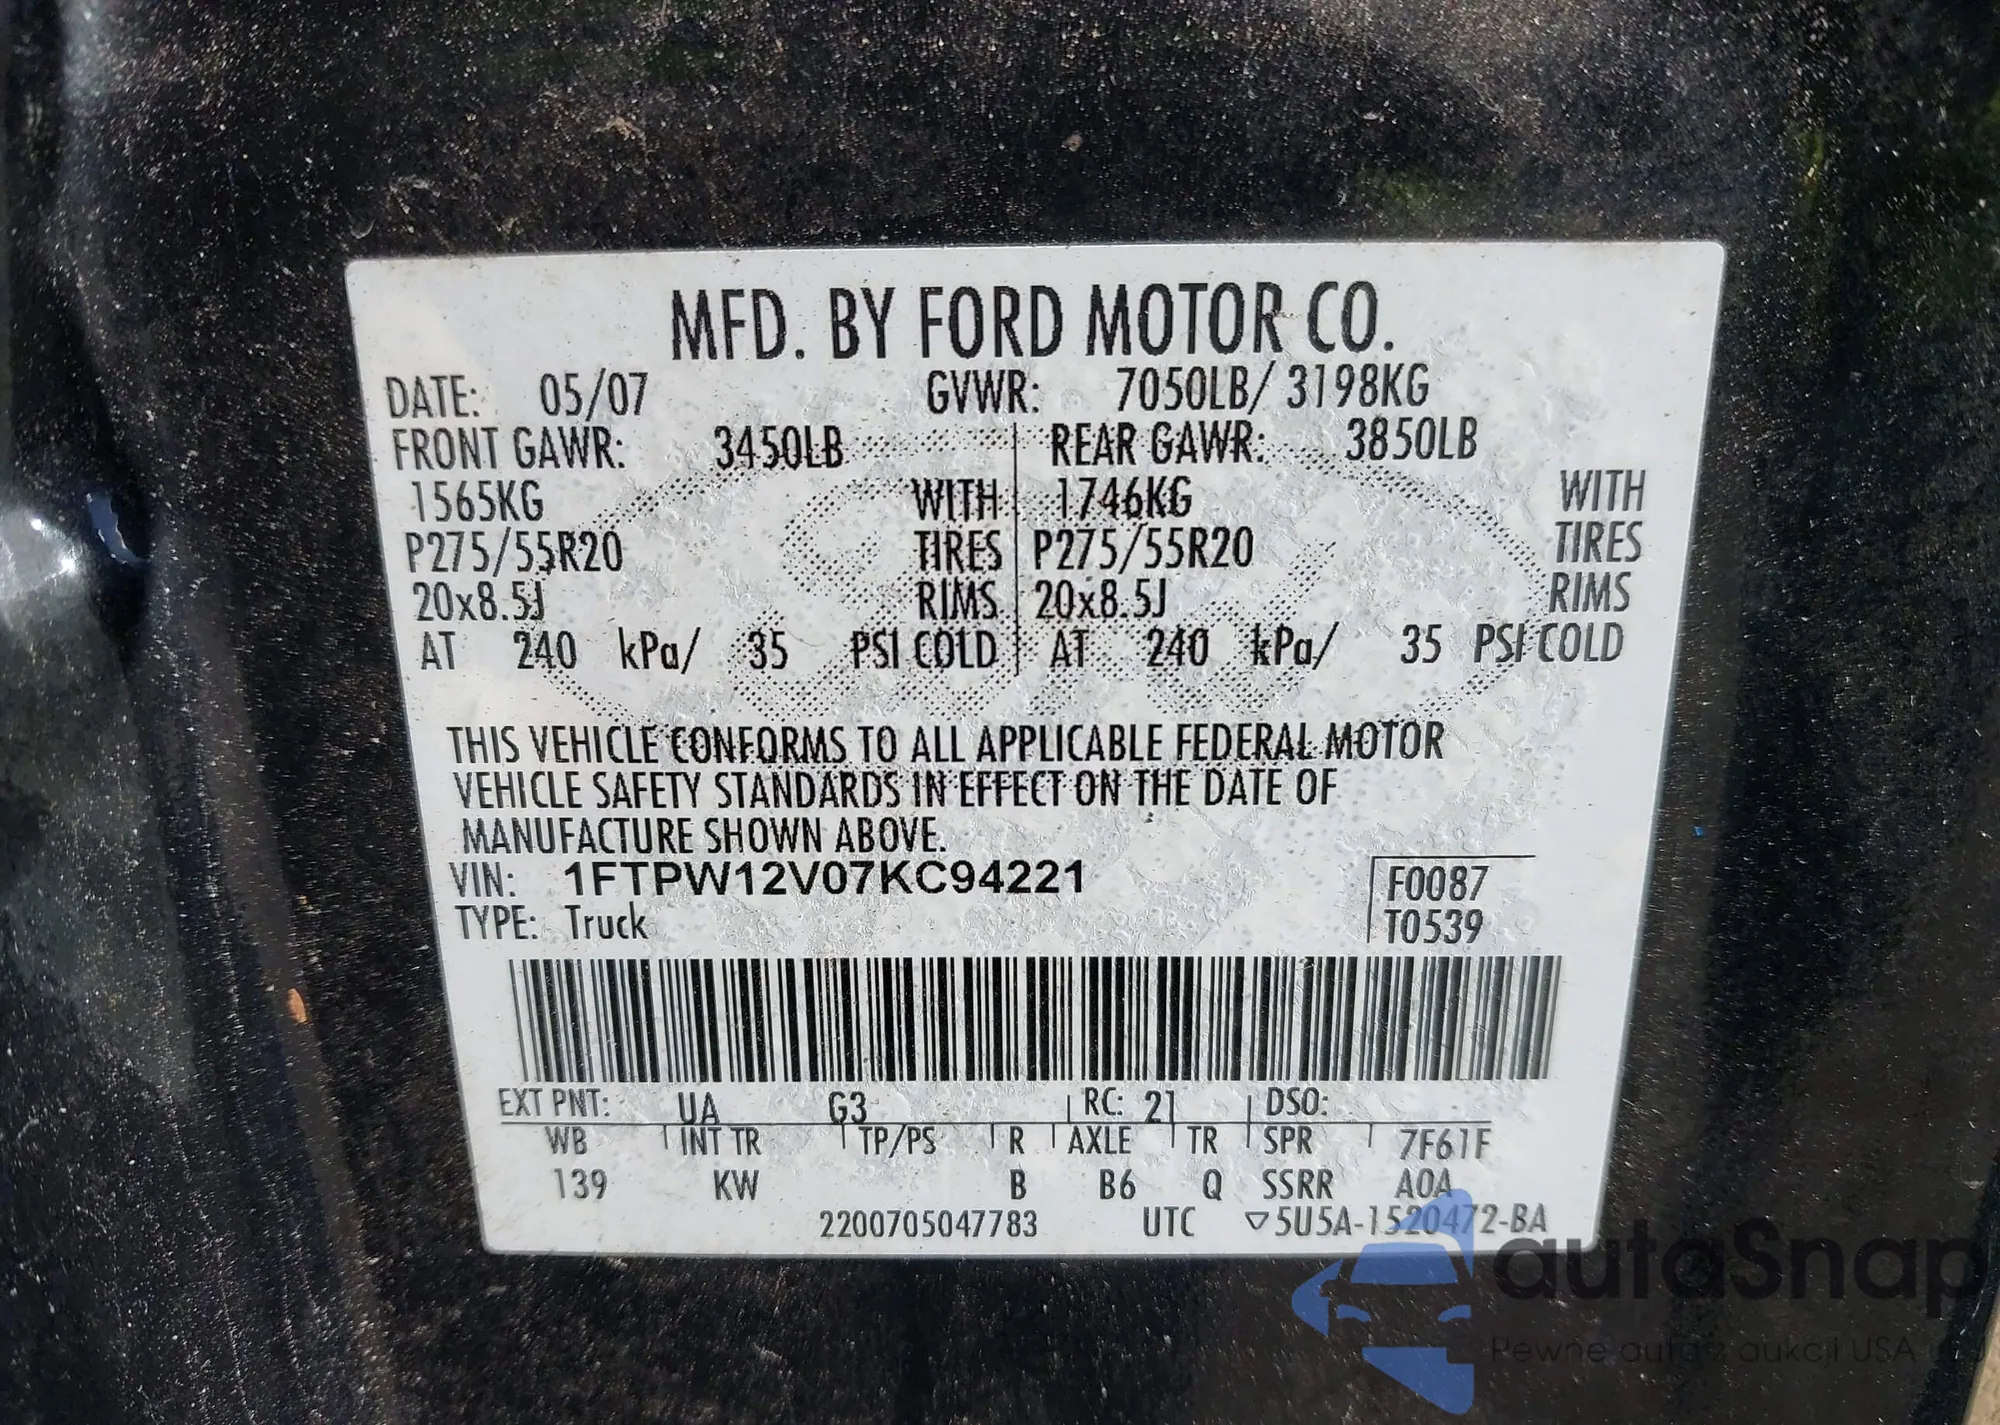 MFD. BY FORD MOTOR CO.
DATE: 05/07 GVWR: 7050LB/ 3198KG
FRONT GAWR: 3450LB REAR GAWR: 3850LB
1565KG WITH 1746KG WITH
P275/55R20 TIRES P275/55R20 TIRES
20x8.5J RIMS 20x8.5J RIMS
AT 240 kPa/ 35 PSI COLD AT 240 kPa/ 35 PSI COLD
THIS VEHICLE CONFORMS TO ALL APPLICABLE FEDERAL MOTOR
VEHICLE SAFETY STANDARDS IN EFFECT ON THE DATE OF
MANUFACTURE SHOWN ABOVE.
VIN: 1FTPW12V07KC94221
F0087
TYPE: Truck
T0539
EXT PNT: UA G3 RC: 21 DSO:
WB INT TR TP/PS R AXLE TR SPR 7F61F
139 KW B B6 Q SSRR A0A
2200705047783 UTC ▽5U5A-1520472-BA
autaSnap
Pewne auta z aukcji USA